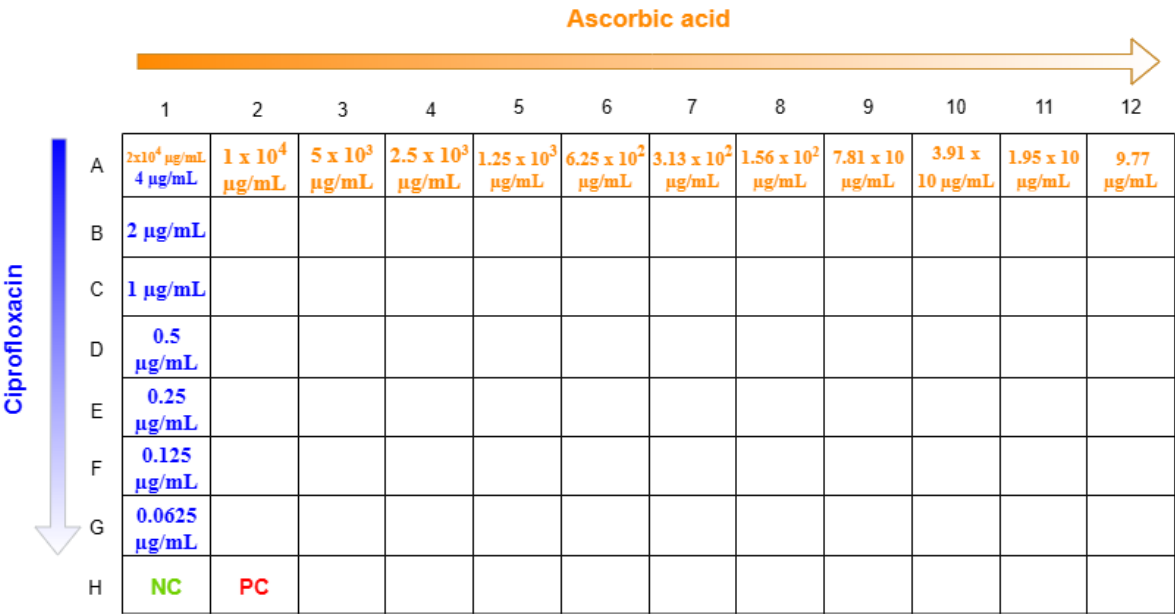 Ascorbic acid
1 2 3 4 5 6 7 8 9 10 11 12
A
2x10⁴ µg/mL
4 µg/mL
1 x 10⁴
µg/mL
5 x 10³
µg/mL
2.5 x 10³
µg/mL
1.25 x 10³
µg/mL
6.25 x 10²
µg/mL
3.13 x 10²
µg/mL
1.56 x 10²
µg/mL
7.81 x 10
µg/mL
3.91 x
10 µg/mL
1.95 x 10
µg/mL
9.77
µg/mL
B
2 µg/mL
C
1 µg/mL
D
0.5
µg/mL
E
0.25
µg/mL
F
0.125
µg/mL
G
0.0625
µg/mL
H
NC
PC
Ciprofloxacin